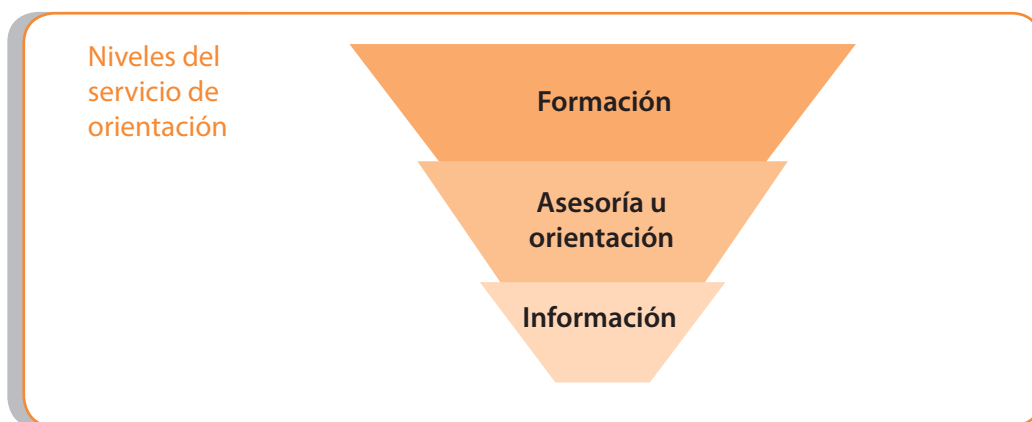 Niveles del
servicio de
orientación
Formación
Asesoría u
orientación
Información